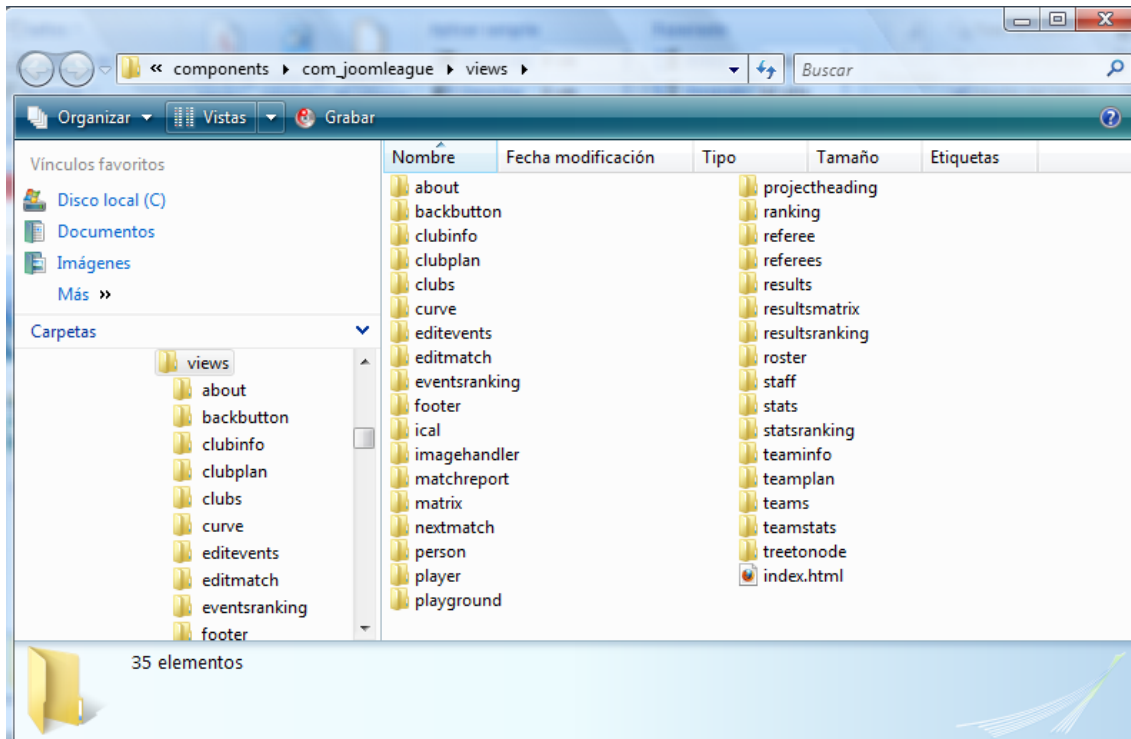 « components ▸ com_joomleague ▸ views ▸
Buscar
Organizar
Vistas
Grabar
Vínculos favoritos
Disco local (C)
Documentos
Imágenes
Más »
Carpetas
views
about
backbutton
clubinfo
clubplan
clubs
curve
editevents
editmatch
eventsranking
footer
Nombre Fecha modificación Tipo Tamaño Etiquetas
about
backbutton
clubinfo
clubplan
clubs
curve
editevents
editmatch
eventsranking
footer
ical
imagehandler
matchreport
matrix
nextmatch
person
player
playground
projectheading
ranking
referee
referees
results
resultsmatrix
resultsranking
roster
staff
stats
statsranking
teaminfo
teamplan
teams
teamstats
treetonode
index.html
35 elementos